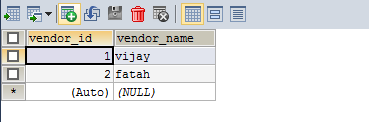 vendor_id vendor_name
1 vijay
2 fatah
* (Auto) (NULL)